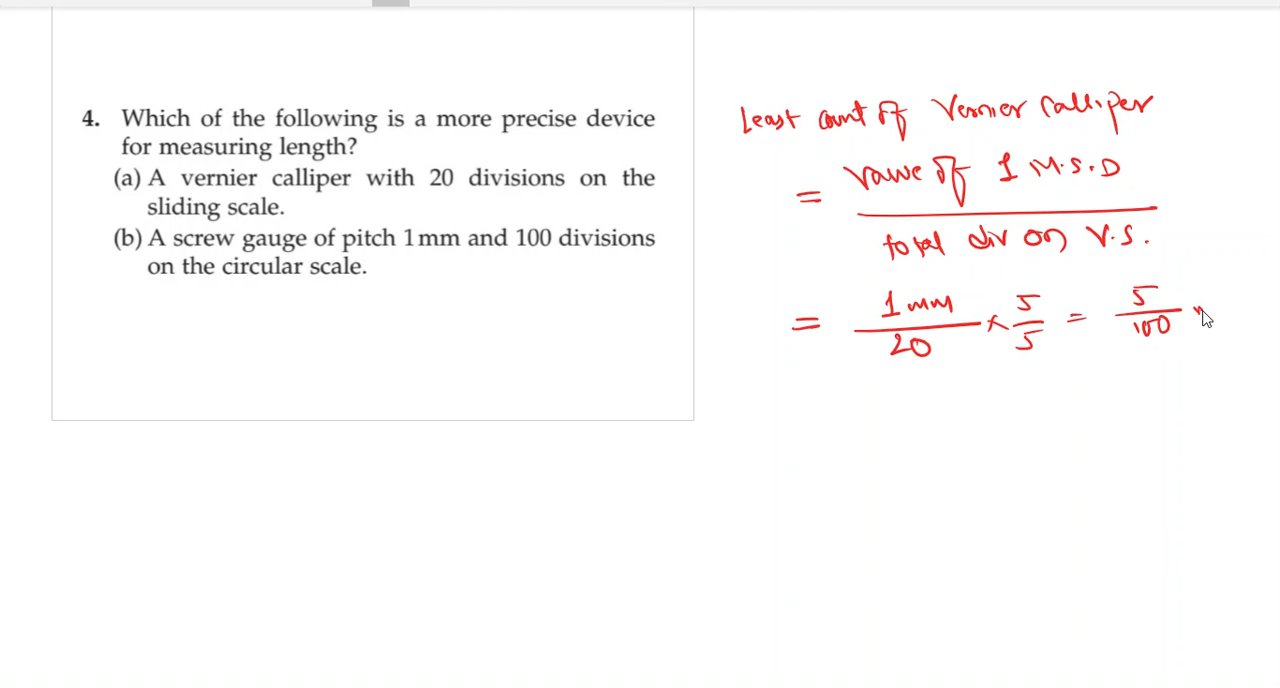 4. Which of the following is a more precise device
for measuring length?
(a) A vernier calliper with 20 divisions on the
sliding scale.
(b) A screw gauge of pitch 1 mm and 100 divisions
on the circular scale.
Least count of Vernier Calliper
= Value of 1 M.S.D
total div on V.S.
= 1 mm / 20 × 5/5 = 5/100